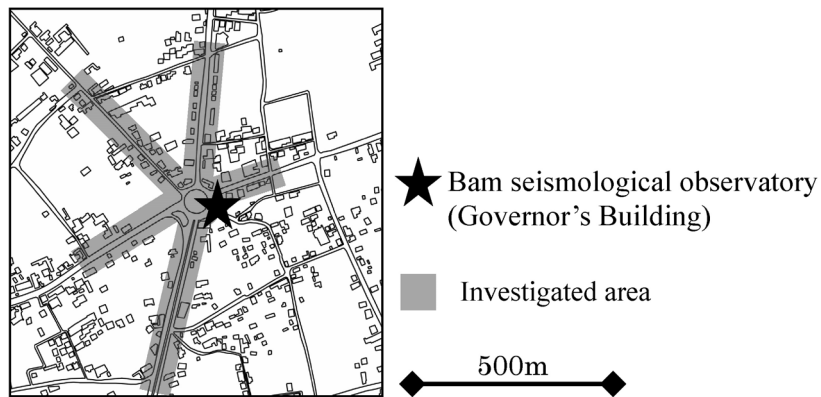 Bam seismological observatory
(Governor's Building)
Investigated area
500m